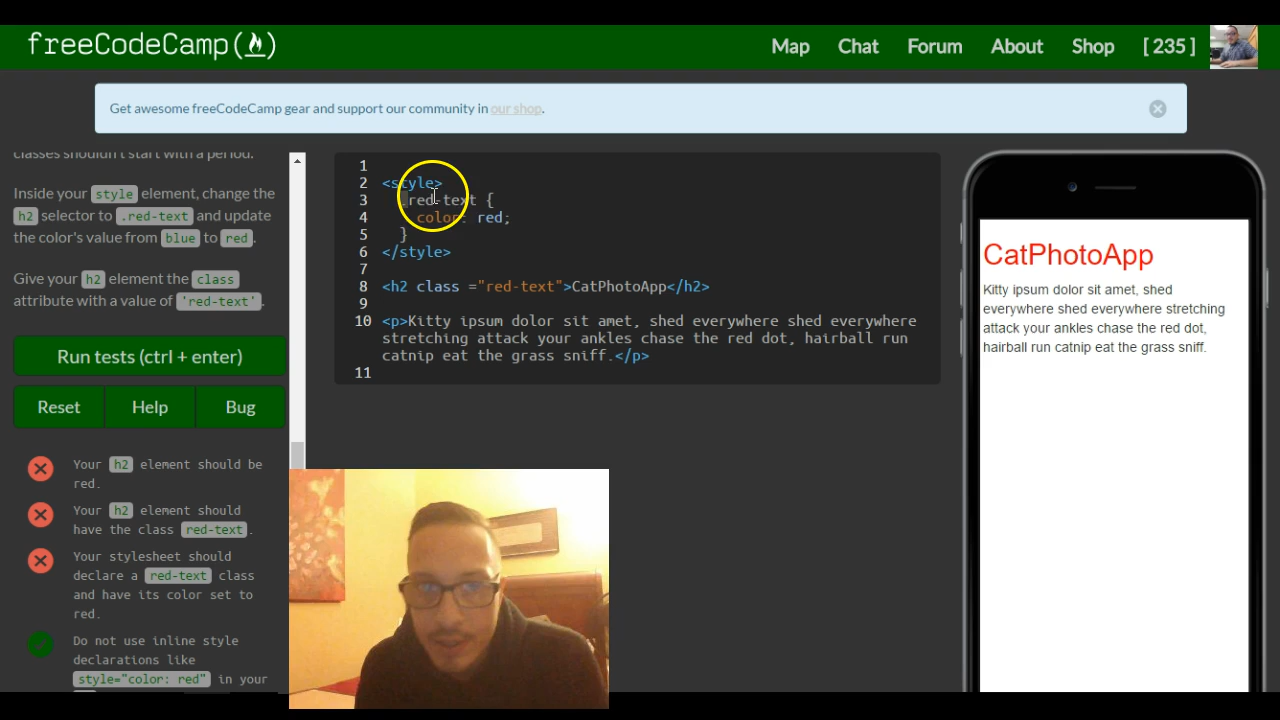 freeCodeCamp(🔥)
Map Chat Forum About Shop [ 235 ]
Get awesome freeCodeCamp gear and support our community in our shop.
classes shouldn't start with a period.
Inside your style element, change the
h2 selector to .red-text and update
the color's value from blue to red.
Give your h2 element the class
attribute with a value of 'red-text'.
Run tests (ctrl + enter)
Reset Help Bug
Your h2 element should be
red.
Your h2 element should
have the class red-text.
Your stylesheet should
declare a red-text class
and have its color set to
red.
Do not use inline style
declarations like
style="color: red" in your
1
2 <style>
3 .red-text {
4 color: red;
5 }
6 </style>
7
8 <h2 class ="red-text">CatPhotoApp</h2>
9
10 <p>Kitty ipsum dolor sit amet, shed everywhere shed everywhere
stretching attack your ankles chase the red dot, hairball run
catnip eat the grass sniff.</p>
11
CatPhotoApp
Kitty ipsum dolor sit amet, shed
everywhere shed everywhere stretching
attack your ankles chase the red dot,
hairball run catnip eat the grass sniff.